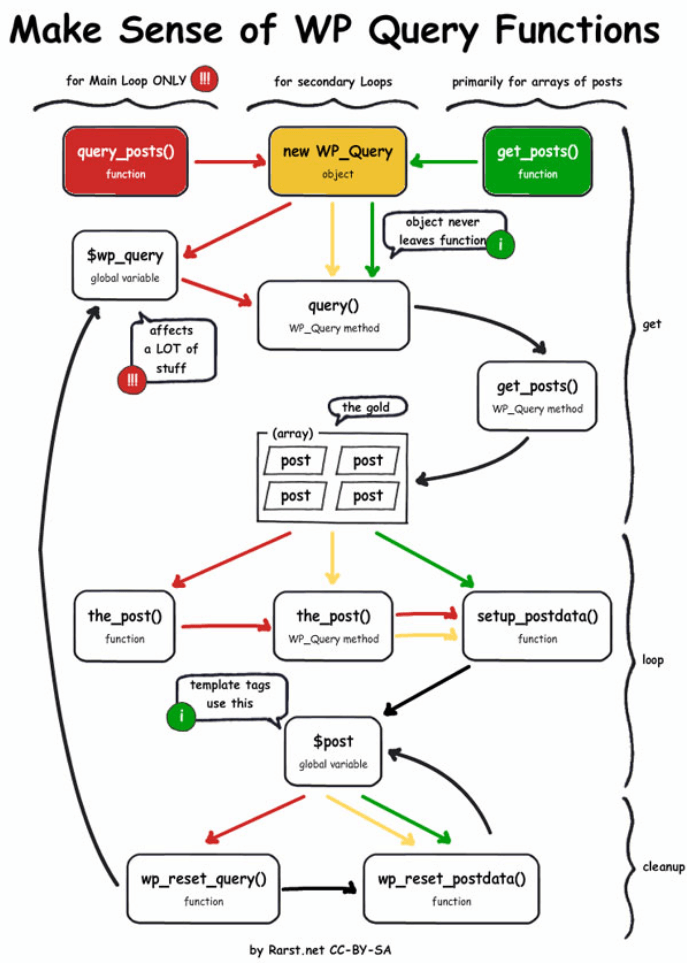 Make Sense of WP Query Functions
for Main Loop ONLY !!!
for secondary Loops
primarily for arrays of posts
query_posts()
function
new WP_Query
object
get_posts()
function
object never
leaves function
i
$wp_query
global variable
query()
WP_Query method
get
affects
a LOT of
stuff
!!!
get_posts()
WP_Query method
the gold
(array)
post
post
post
post
the_post()
function
the_post()
WP_Query method
setup_postdata()
function
loop
template tags
use this
i
$post
global variable
wp_reset_query()
function
wp_reset_postdata()
function
cleanup
by Rarst.net CC-BY-SA